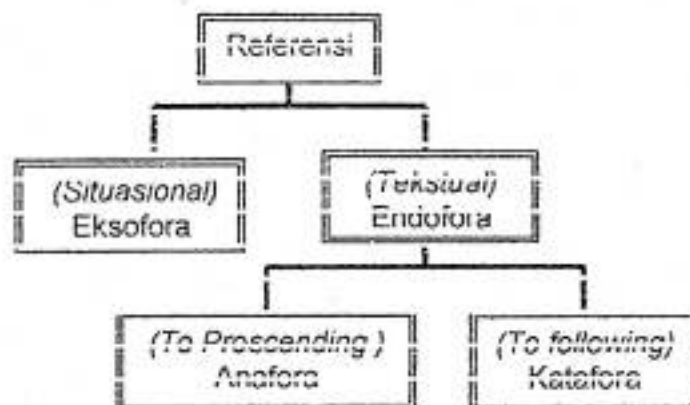 Referensi
(Situasional)
Eksofora
(Tekstual)
Endofora
(To Proscending )
Anafora
(To following)
Katafora